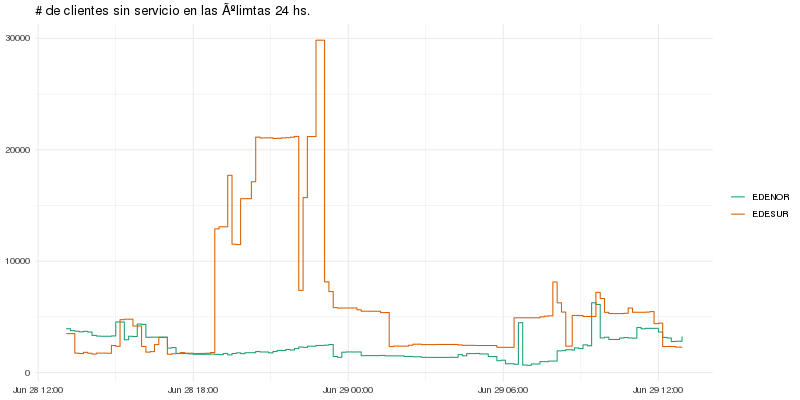 # de clientes sin servicio en las Ãºlimtas 24 hs.
30000
20000
10000
0
Jun 28 12:00 Jun 28 18:00 Jun 29 00:00 Jun 29 06:00 Jun 29 12:00
EDENOR
EDESUR